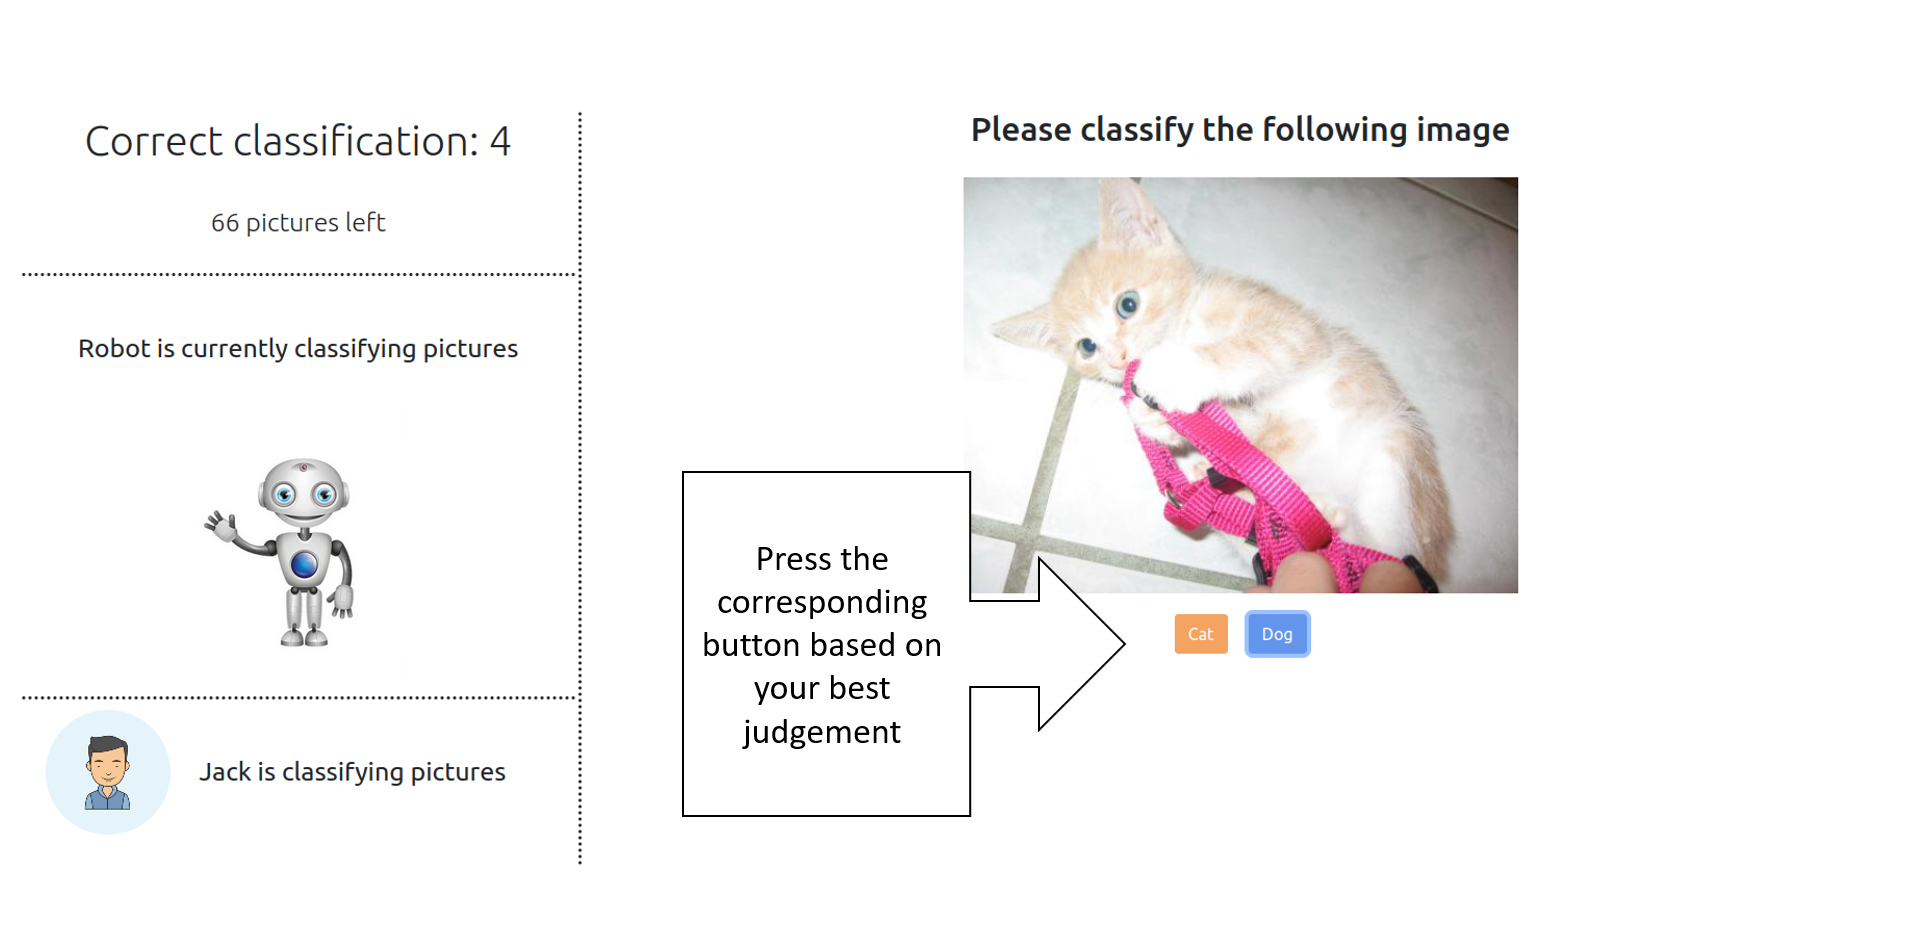 Correct classification: 4
66 pictures left
Robot is currently classifying pictures
Jack is classifying pictures
Please classify the following image
Press the
corresponding
button based on
your best
judgement
Cat
Dog